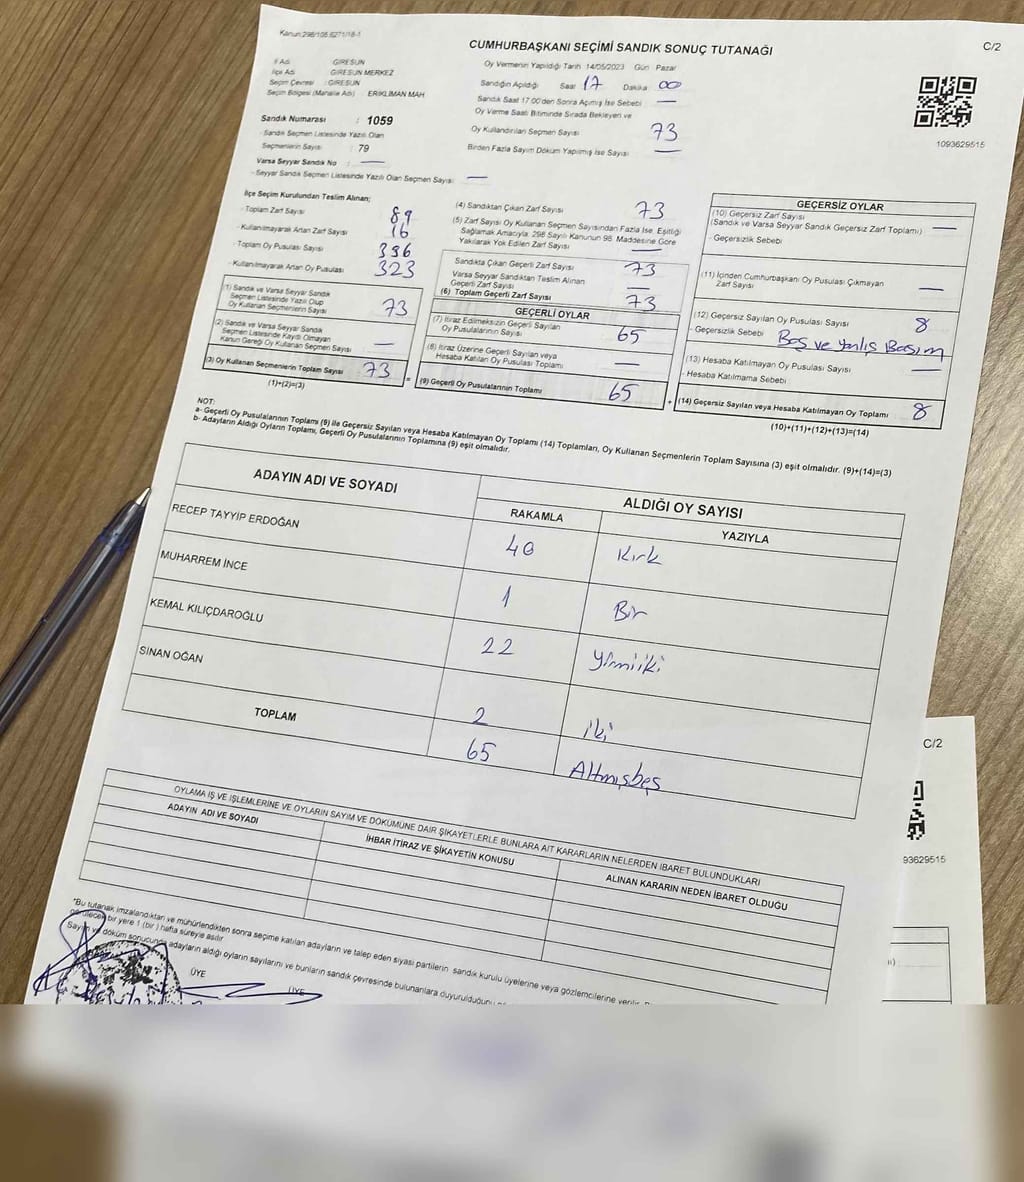 Kanun:298/105,6271/18-1
CUMHURBAŞKANI SEÇİMİ SANDIK SONUÇ TUTANAĞI
C/2
İl Adı : GİRESUN
İlçe Adı : GİRESUN MERKEZ
Seçim Çevresi : GİRESUN
Seçim Bölgesi (Mahalle Adı) : ERİKLİMAN MAH
Sandık Numarası : 1059
- Sandık Seçmen Listesinde Yazılı Olan
Seçmenlerin Sayısı : 79
Varsa Seyyar Sandık No : —
- Seyyar Sandık Seçmen Listesinde Yazılı Olan Seçmen Sayısı —
Oy Vermenin Yapıldığı Tarih :14/05/2023 Gün: Pazar
Sandığın Açıldığı Saat 17 Dakika 00
Sandık Saat 17:00'den Sonra Açımış İse Sebebi —
Oy Verme Saati Bitiminde Sırada Bekleyen ve
Oy Kullandırılan Seçmen Sayısı 73
Birden Fazla Sayım Döküm Yapılmış İse Sayısı —
1093629515
İlçe Seçim Kurulundan Teslim Alınan;
- Toplam Zarf Sayısı 89
- Kullanılmayarak Artan Zarf Sayısı 16
- Toplam Oy Pusulası Sayısı 396
- Kullanılmayarak Artan Oy Pusulası 323
(1) Sandık ve Varsa Seyyar Sandık
Seçmen Listesinde Yazılı Olup
Oy Kullanan Seçmenlerin Sayısı 73
(2) Sandık ve Varsa Seyyar Sandık
Seçmen Listesinde Kayıtlı Olmayan
Kanun Gereği Oy Kullanan Seçmen Sayısı —
(3) Oy Kullanan Seçmenlerin Toplam Sayısı 73
(1)+(2)=(3)
(4) Sandıktan Çıkan Zarf Sayısı 73
(5) Zarf Sayısı Oy Kullanan Seçmen Sayısından Fazla İse, Eşitliği
Sağlamak Amacıyla; 298 Sayılı Kanunun 98. Maddesine Göre
Yakılarak Yok Edilen Zarf Sayısı —
Sandıkta Çıkan Geçerli Zarf Sayısı 73
Varsa Seyyar Sandıktan Teslim Alınan
Geçerli Zarf Sayısı —
(6) Toplam Geçerli Zarf Sayısı 73
GEÇERLİ OYLAR
(7) İtiraz Edilmeksizin Geçerli Sayılan
Oy Pusulasının Sayısı 65
(8) İtiraz Üzerine Geçerli Sayılan veya
Hesaba Katılan Oy Pusulası Toplamı —
(9) Geçerli Oy Pusulalarının Toplamı 65
GEÇERSİZ OYLAR
(10) Geçersiz Zarf Sayısı
(Sandık ve Varsa Seyyar Sandık Geçersiz Zarf Toplamı) —
- Geçersizlik Sebebi
(11) İçinden Cumhurbaşkanı Oy Pusulası Çıkmayan
Zarf Sayısı —
(12) Geçersiz Sayılan Oy Pusulası Sayısı 8
- Geçersizlik Sebebi Boş ve Yanlış Basım
(13) Hesaba Katılmayan Oy Pusulası Sayısı —
- Hesaba Katılmama Sebebi
(14) Geçersiz Sayılan veya Hesaba Katılmayan Oy Toplamı 8
(10)+(11)+(12)+(13)=(14)
NOT:
a- Geçerli Oy Pusulalarının Toplamı (9) ile Geçersiz Sayılan veya Hesaba Katılmayan Oy Toplamı (14) Toplamları, Oy Kullanan Seçmenlerin Toplam Sayısına (3) eşit olmalıdır. (9)+(14)=(3)
b- Adayların Aldığı Oyların Toplamı, Geçerli Oy Pusulalarının Toplamına (9) eşit olmalıdır.
ADAYIN ADI VE SOYADI
ALDIĞI OY SAYISI
RAKAMLA YAZIYLA
RECEP TAYYİP ERDOĞAN 40 Kırk
MUHARREM İNCE 1 Bir
KEMAL KILIÇDAROĞLU 22 Yirmiiki
SİNAN OĞAN 2 İki
TOPLAM 65 Altmışbeş
OYLAMA İŞ VE İŞLEMLERİNE VE OYLARIN SAYIM VE DÖKÜMÜNE DAİR ŞİKAYETLERLE BUNLARA AİT KARARLARIN NELERDEN İBARET BULUNDUKLARI
ADAYIN ADI VE SOYADI İHBAR İTİRAZ VE ŞİKAYETİN KONUSU ALINAN KARARIN NEDEN İBARET OLDUĞU
"Bu tutanak imzalandıktan ve mühürlendikten sonra seçime katılan adayların ve talep eden siyasi partilerin sandık kurulu üyelerine veya gözlemcilerine verilir.
görülecek bir yere 1 (bir) hafta süreyle asılır
Sayım ve döküm sonucunda adayların aldığı oyların sayılarını ve bunların sandık çevresinde bulunanlara duyurulduğunu
ÜYE
ÜYE
C/2
93629515